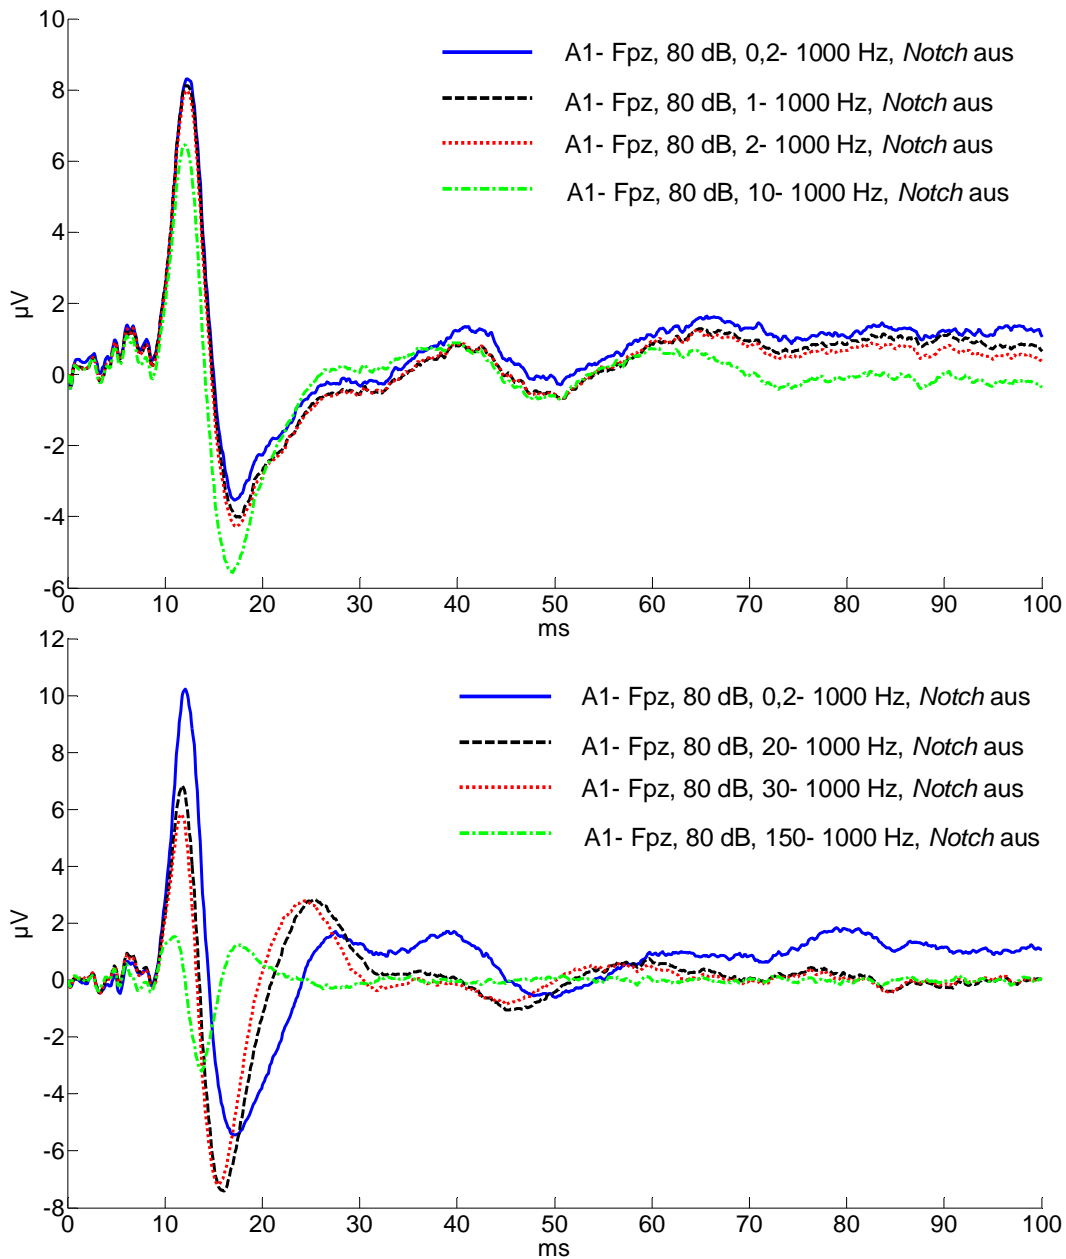 10
8
6
4
2
0
-2
-4
-6
µV
A1- Fpz, 80 dB, 0,2- 1000 Hz, Notch aus
A1- Fpz, 80 dB, 1- 1000 Hz, Notch aus
A1- Fpz, 80 dB, 2- 1000 Hz, Notch aus
A1- Fpz, 80 dB, 10- 1000 Hz, Notch aus
0 10 20 30 40 50 60 70 80 90 100
ms
12
10
8
6
4
2
0
-2
-4
-6
-8
µV
A1- Fpz, 80 dB, 0,2- 1000 Hz, Notch aus
A1- Fpz, 80 dB, 20- 1000 Hz, Notch aus
A1- Fpz, 80 dB, 30- 1000 Hz, Notch aus
A1- Fpz, 80 dB, 150- 1000 Hz, Notch aus
0 10 20 30 40 50 60 70 80 90 100
ms